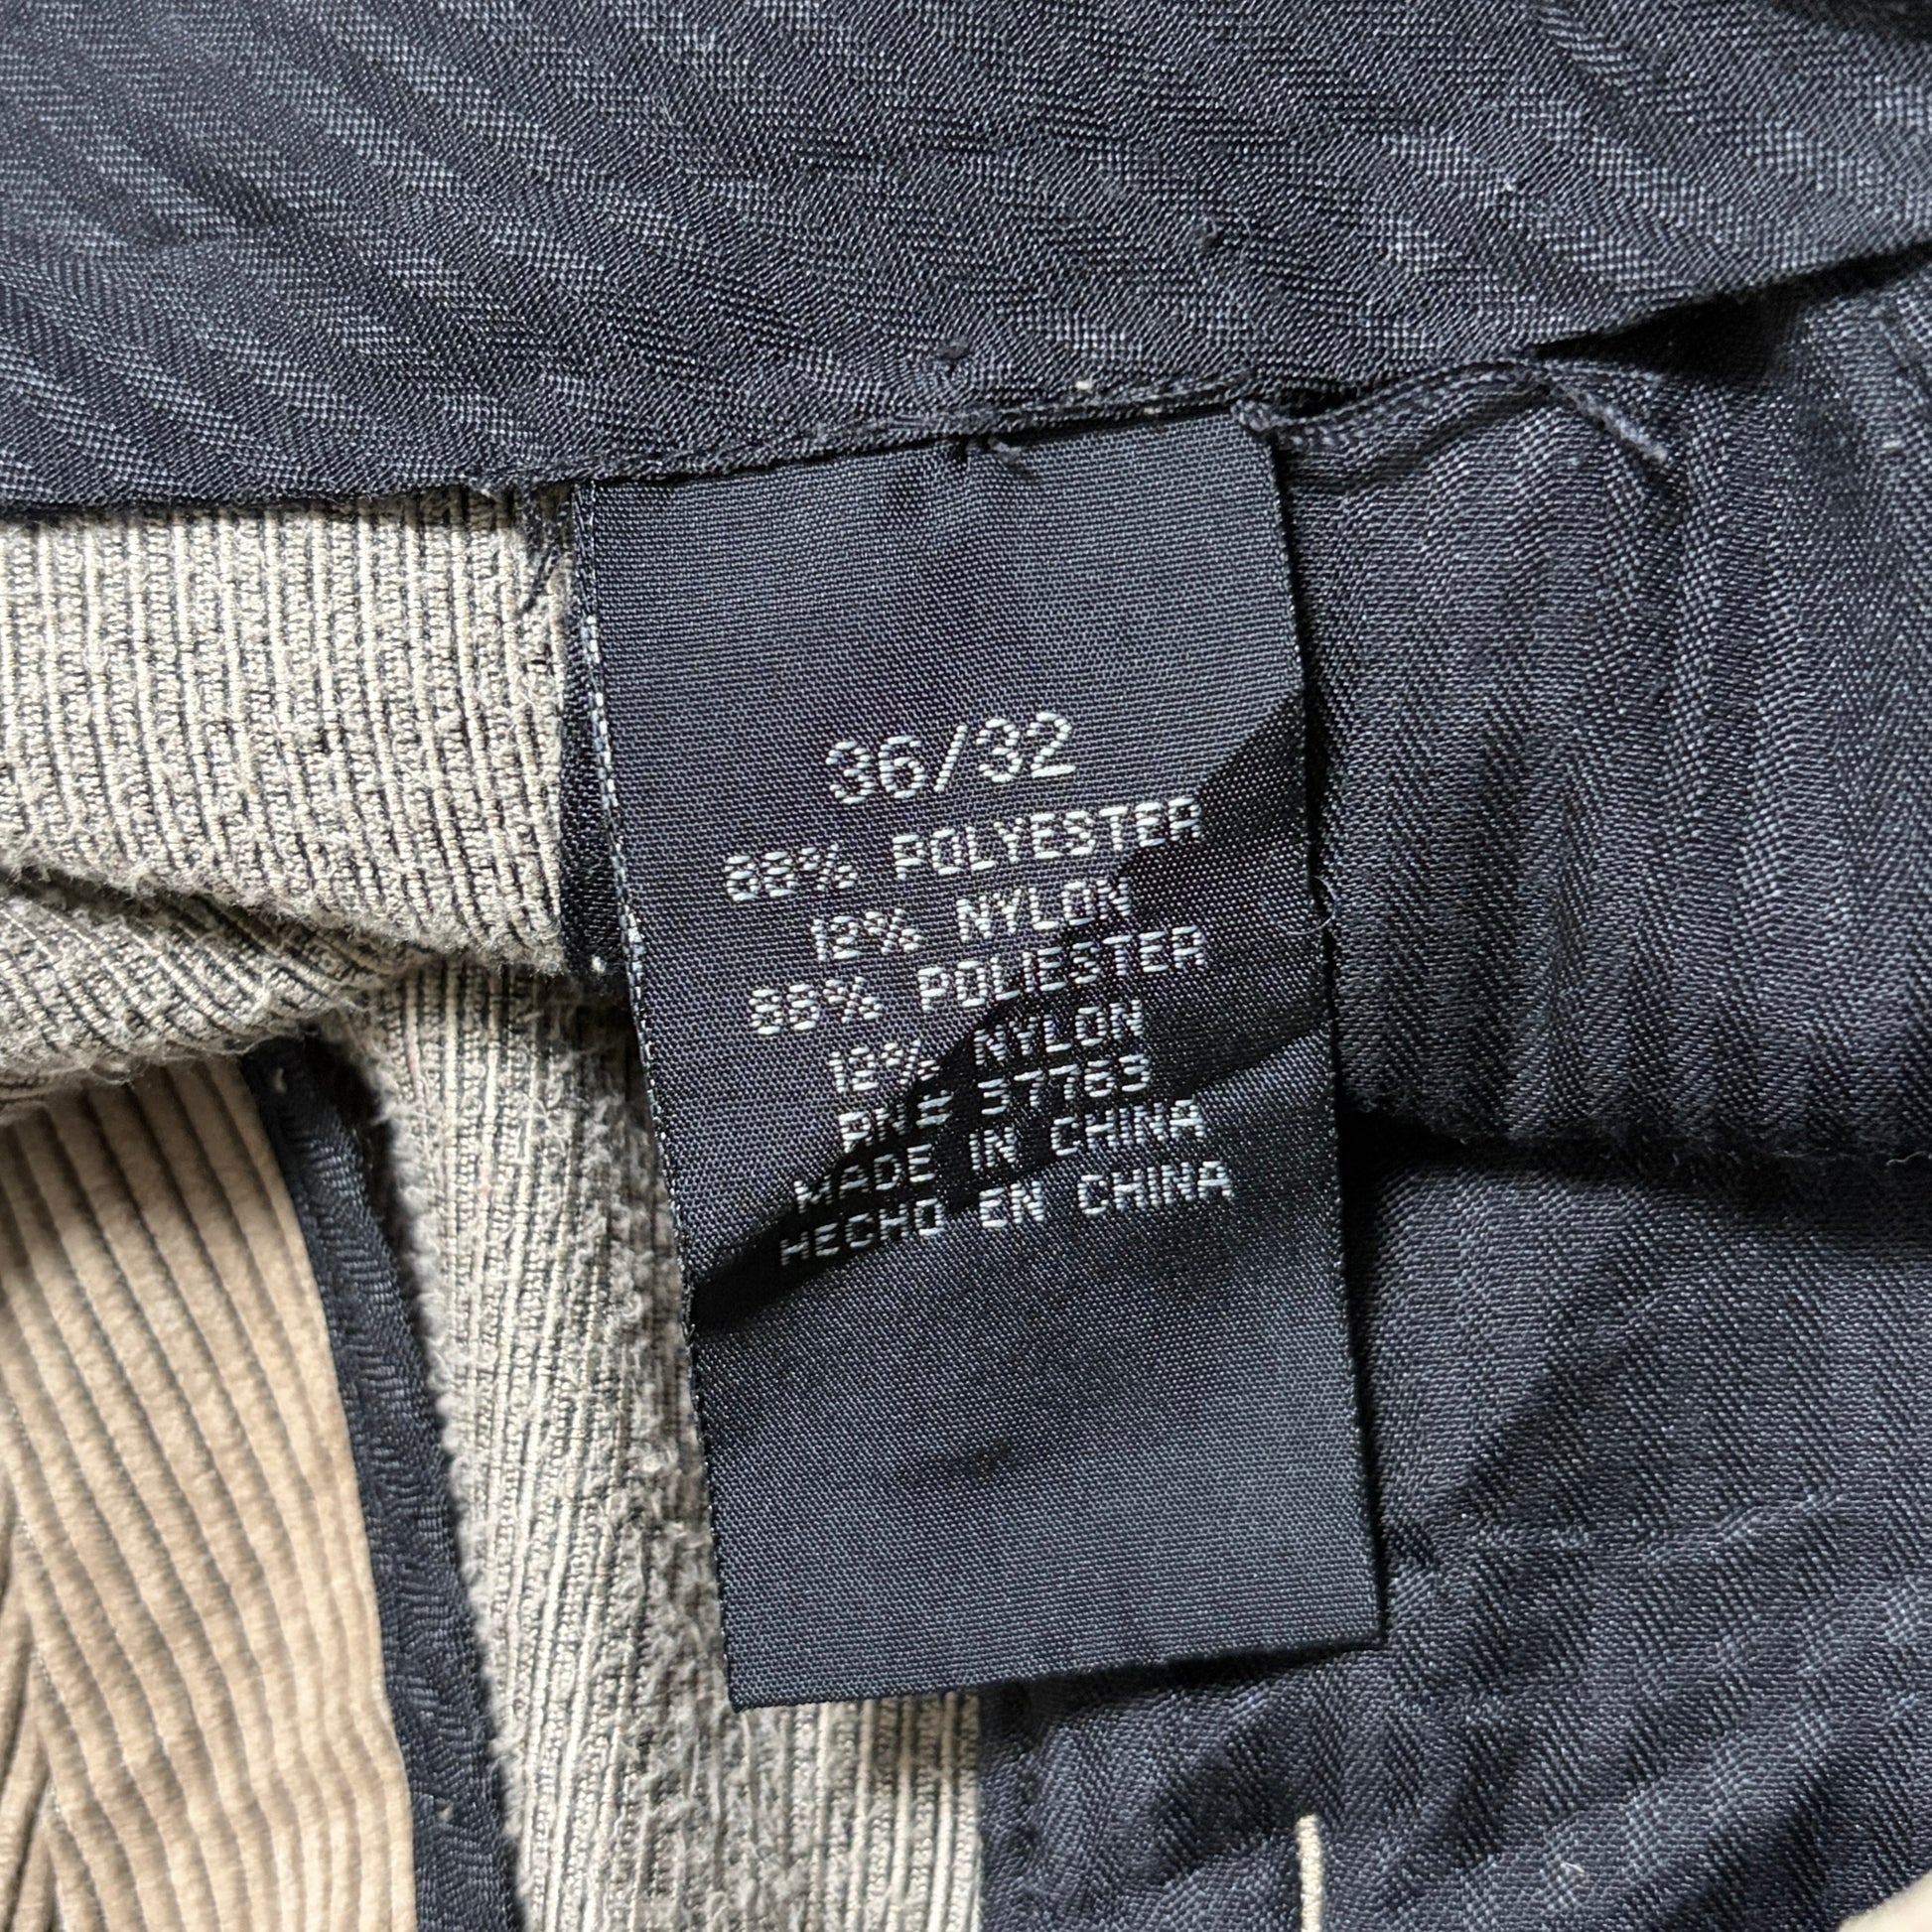 36/32
88% POLYESTER
12% NYLON
88% POLIESTER
12% NYLON
RN# 37763
MADE IN CHINA
HECHO EN CHINA